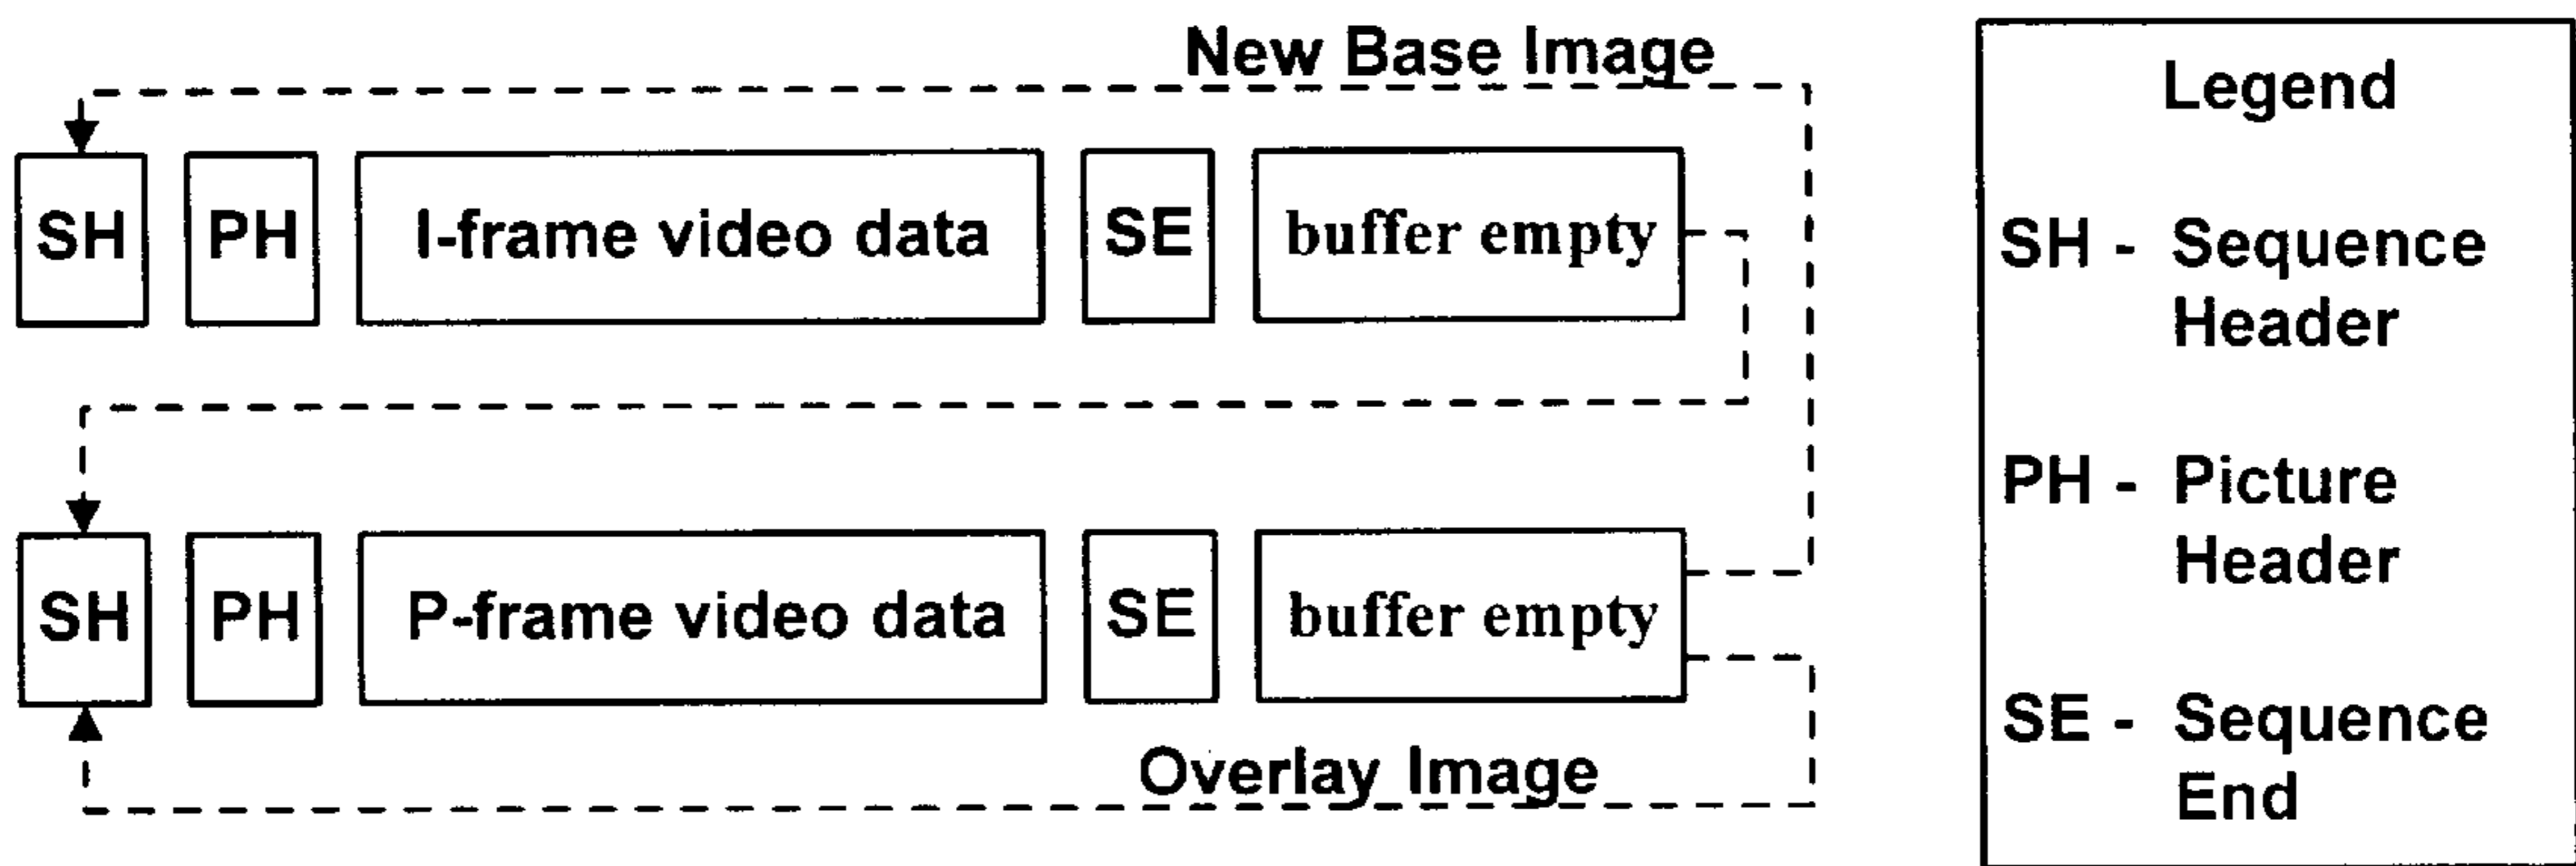 New Base Image
SH PH I-frame video data SE buffer empty
SH PH P-frame video data SE buffer empty
Overlay Image
Legend
SH - Sequence
Header
PH - Picture
Header
SE - Sequence
End